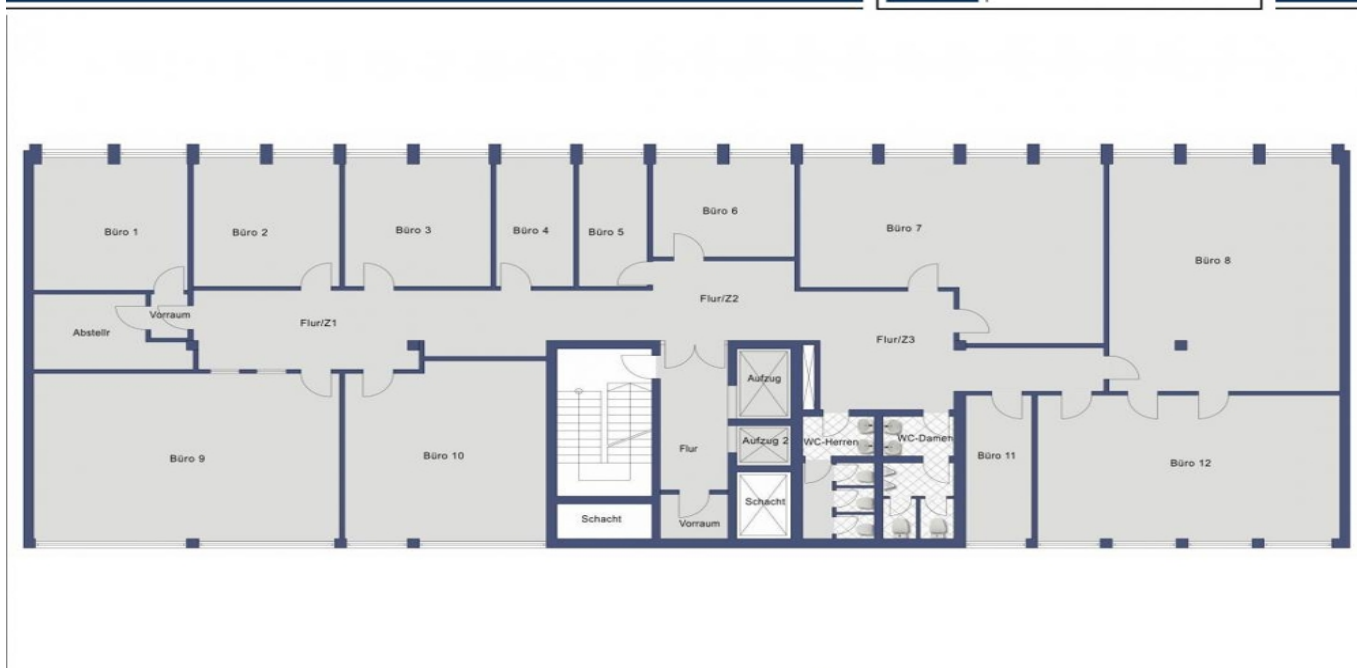 Büro 1
Büro 2
Büro 3
Büro 4
Büro 5
Büro 6
Büro 7
Büro 8
Abstellr
Vorraum
Flur/Z1
Flur/Z2
Flur/Z3
Aufzug
Aufzug 2
WC-Herren
WC-Damen
Büro 9
Büro 10
Flur
Büro 11
Büro 12
Schacht
Schacht
Vorraum